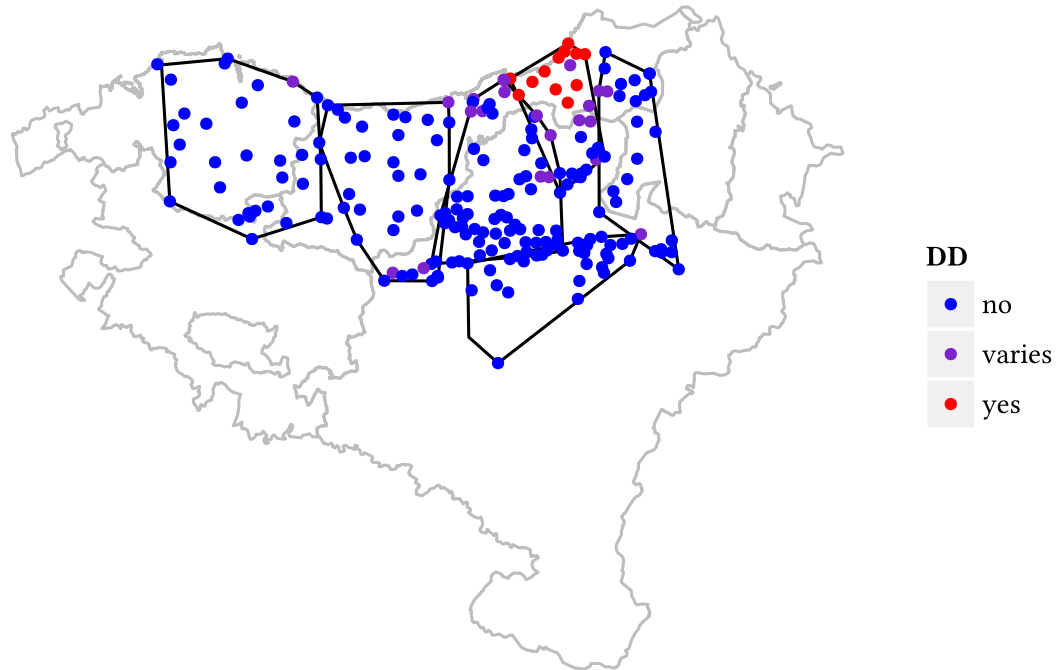 DD
no
varies
yes